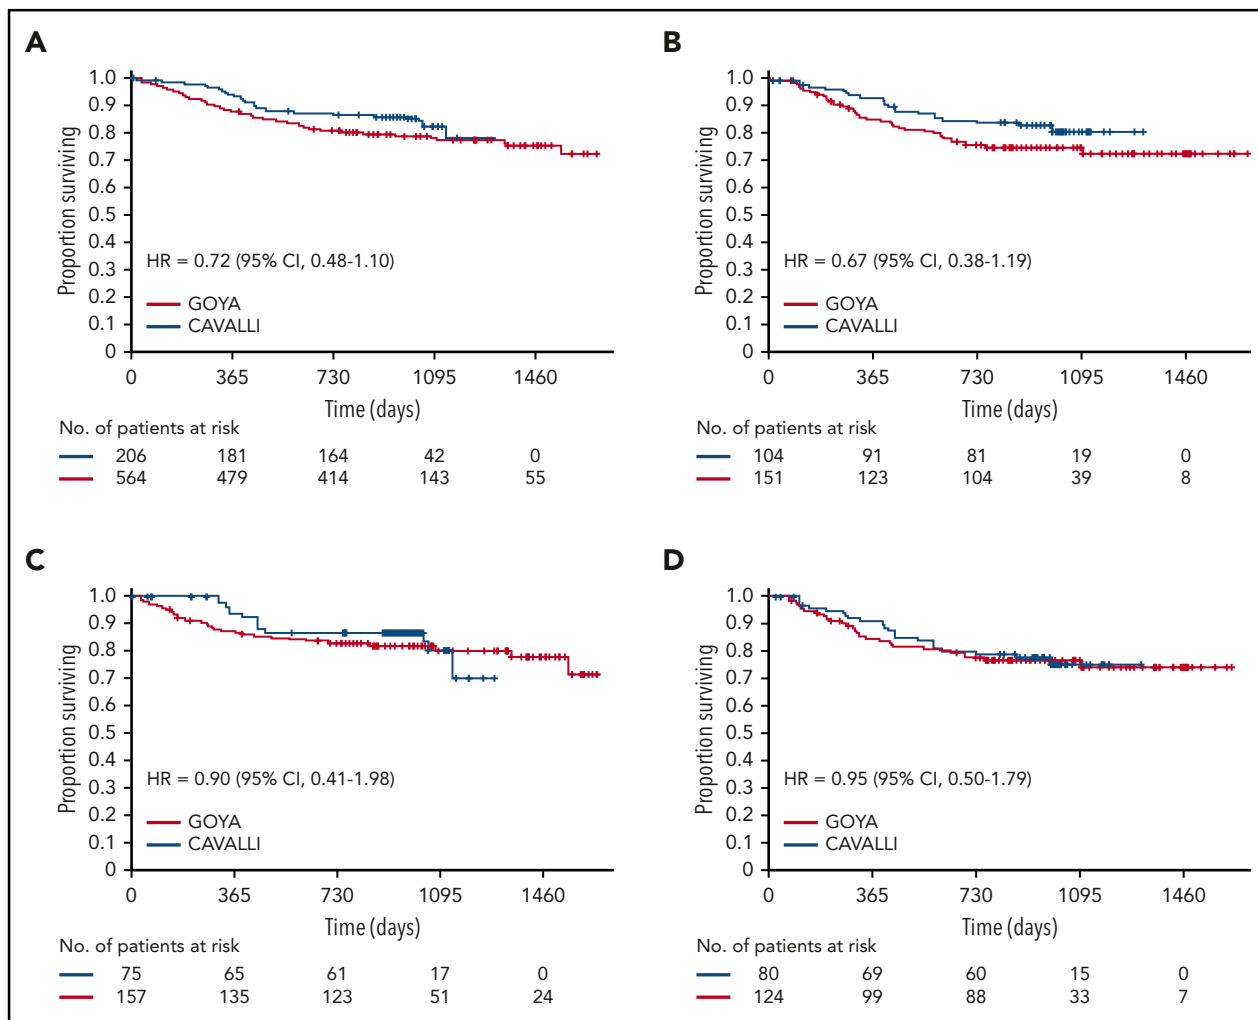 A
1.0
0.9
0.8
0.7
0.6
0.5
0.4
0.3
0.2
0.1
0
Proportion surviving
HR = 0.72 (95% CI, 0.48-1.10)
GOYA
CAVALLI
0 365 730 1095 1460
Time (days)
No. of patients at risk
206 181 164 42 0
564 479 414 143 55
B
1.0
0.9
0.8
0.7
0.6
0.5
0.4
0.3
0.2
0.1
0
Proportion surviving
HR = 0.67 (95% CI, 0.38-1.19)
GOYA
CAVALLI
0 365 730 1095 1460
Time (days)
No. of patients at risk
104 91 81 19 0
151 123 104 39 8
C
1.0
0.9
0.8
0.7
0.6
0.5
0.4
0.3
0.2
0.1
0
Proportion surviving
HR = 0.90 (95% CI, 0.41-1.98)
GOYA
CAVALLI
0 365 730 1095 1460
Time (days)
No. of patients at risk
75 65 61 17 0
157 135 123 51 24
D
1.0
0.9
0.8
0.7
0.6
0.5
0.4
0.3
0.2
0.1
0
Proportion surviving
HR = 0.95 (95% CI, 0.50-1.79)
GOYA
CAVALLI
0 365 730 1095 1460
Time (days)
No. of patients at risk
80 69 60 15 0
124 99 88 33 7